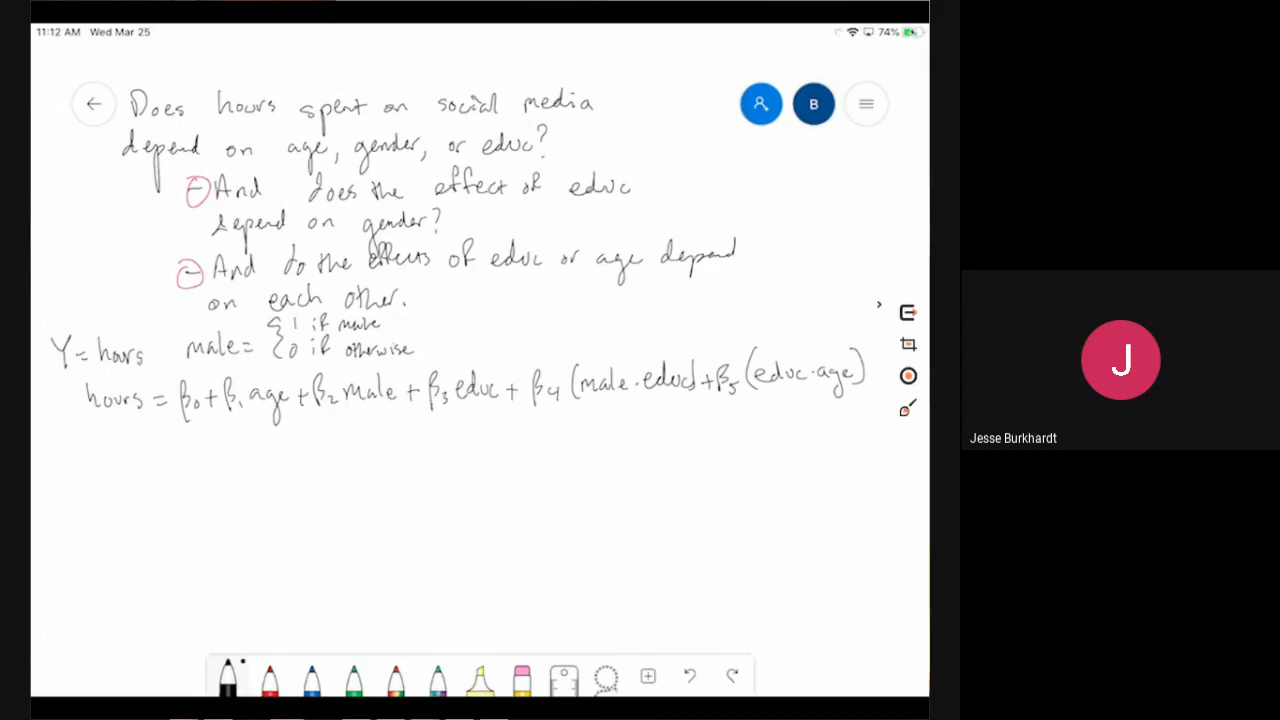 11:12 AM Wed Mar 25
74%
Does hours spent on social media
B
depend on age, gender, or educ?
- And does the effect of educ
depend on gender?
- And do the effects of educ or age depend
on each other.
Y = hours male = { 1 if male
0 if otherwise
hours = β0 + β1 age + β2 male + β3 educ + β4 (male · educ) + β5 (educ · age)
J
Jesse Burkhardt